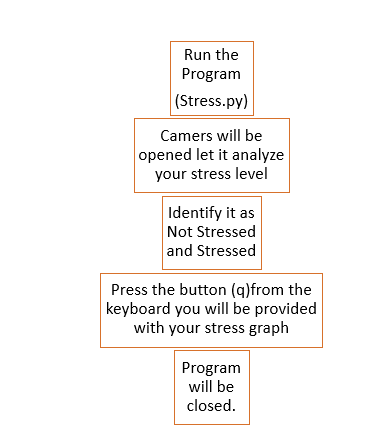 Run the
Program
(Stress.py)
Camers will be
opened let it analyze
your stress level
Identify it as
Not Stressed
and Stressed
Press the button (q)from the
keyboard you will be provided
with your stress graph
Program
will be
closed.